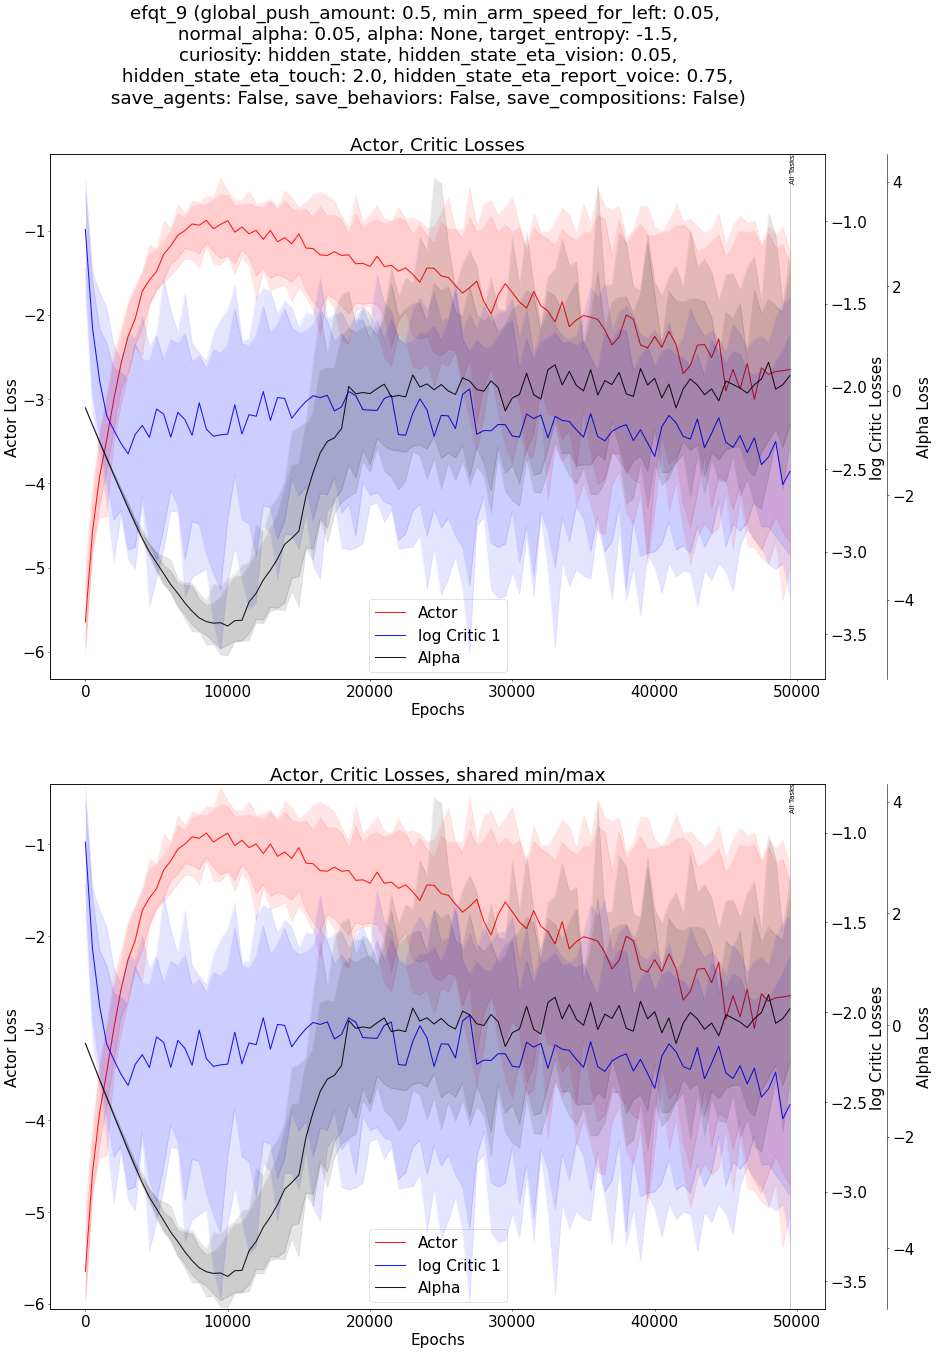 efqt_9 (global_push_amount: 0.5, min_arm_speed_for_left: 0.05,
normal_alpha: 0.05, alpha: None, target_entropy: -1.5,
curiosity: hidden_state, hidden_state_eta_vision: 0.05,
hidden_state_eta_touch: 2.0, hidden_state_eta_report_voice: 0.75,
save_agents: False, save_behaviors: False, save_compositions: False)
Actor, Critic Losses
All Tasks
−1
−2
−3
−4
−5
−6
Actor Loss
−1.0
−1.5
−2.0
−2.5
−3.0
−3.5
log Critic Losses
4
2
0
−2
−4
Alpha Loss
Actor
log Critic 1
Alpha
0
10000
20000
30000
40000
50000
Epochs
Actor, Critic Losses, shared min/max
All Tasks
−1
−2
−3
−4
−5
−6
Actor Loss
−1.0
−1.5
−2.0
−2.5
−3.0
−3.5
log Critic Losses
4
2
0
−2
−4
Alpha Loss
Actor
log Critic 1
Alpha
0
10000
20000
30000
40000
50000
Epochs